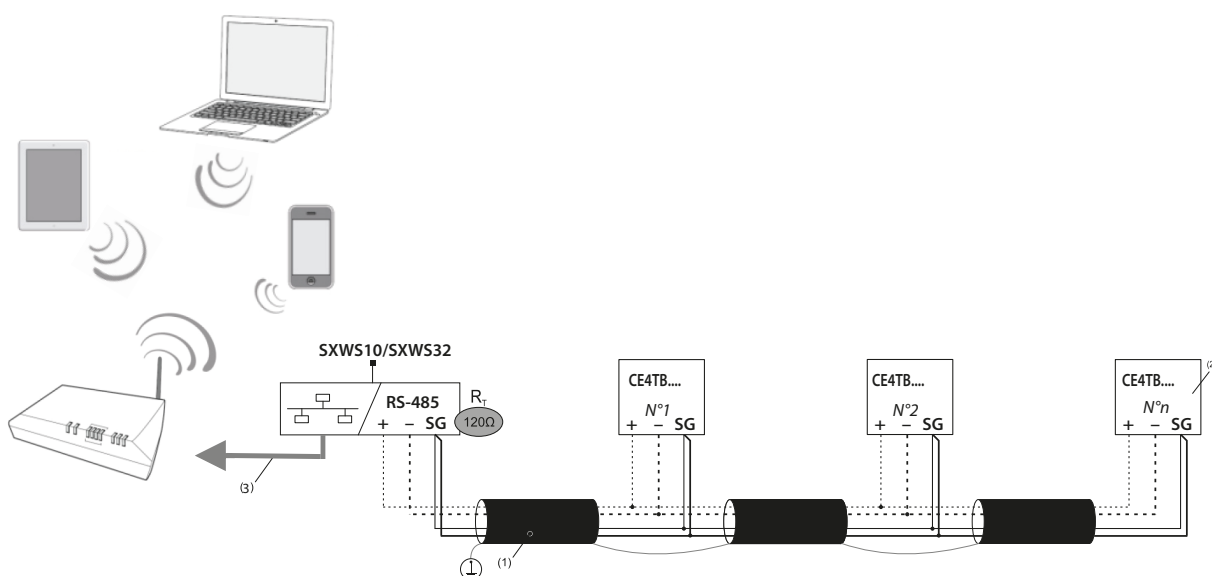 SXWS10/SXWS32
RS-485
+ − SG
R_T
120Ω
CE4TB....
N°1
+ − SG
CE4TB....
N°2
+ − SG
CE4TB....
N°n
+ − SG
(3)
(1)